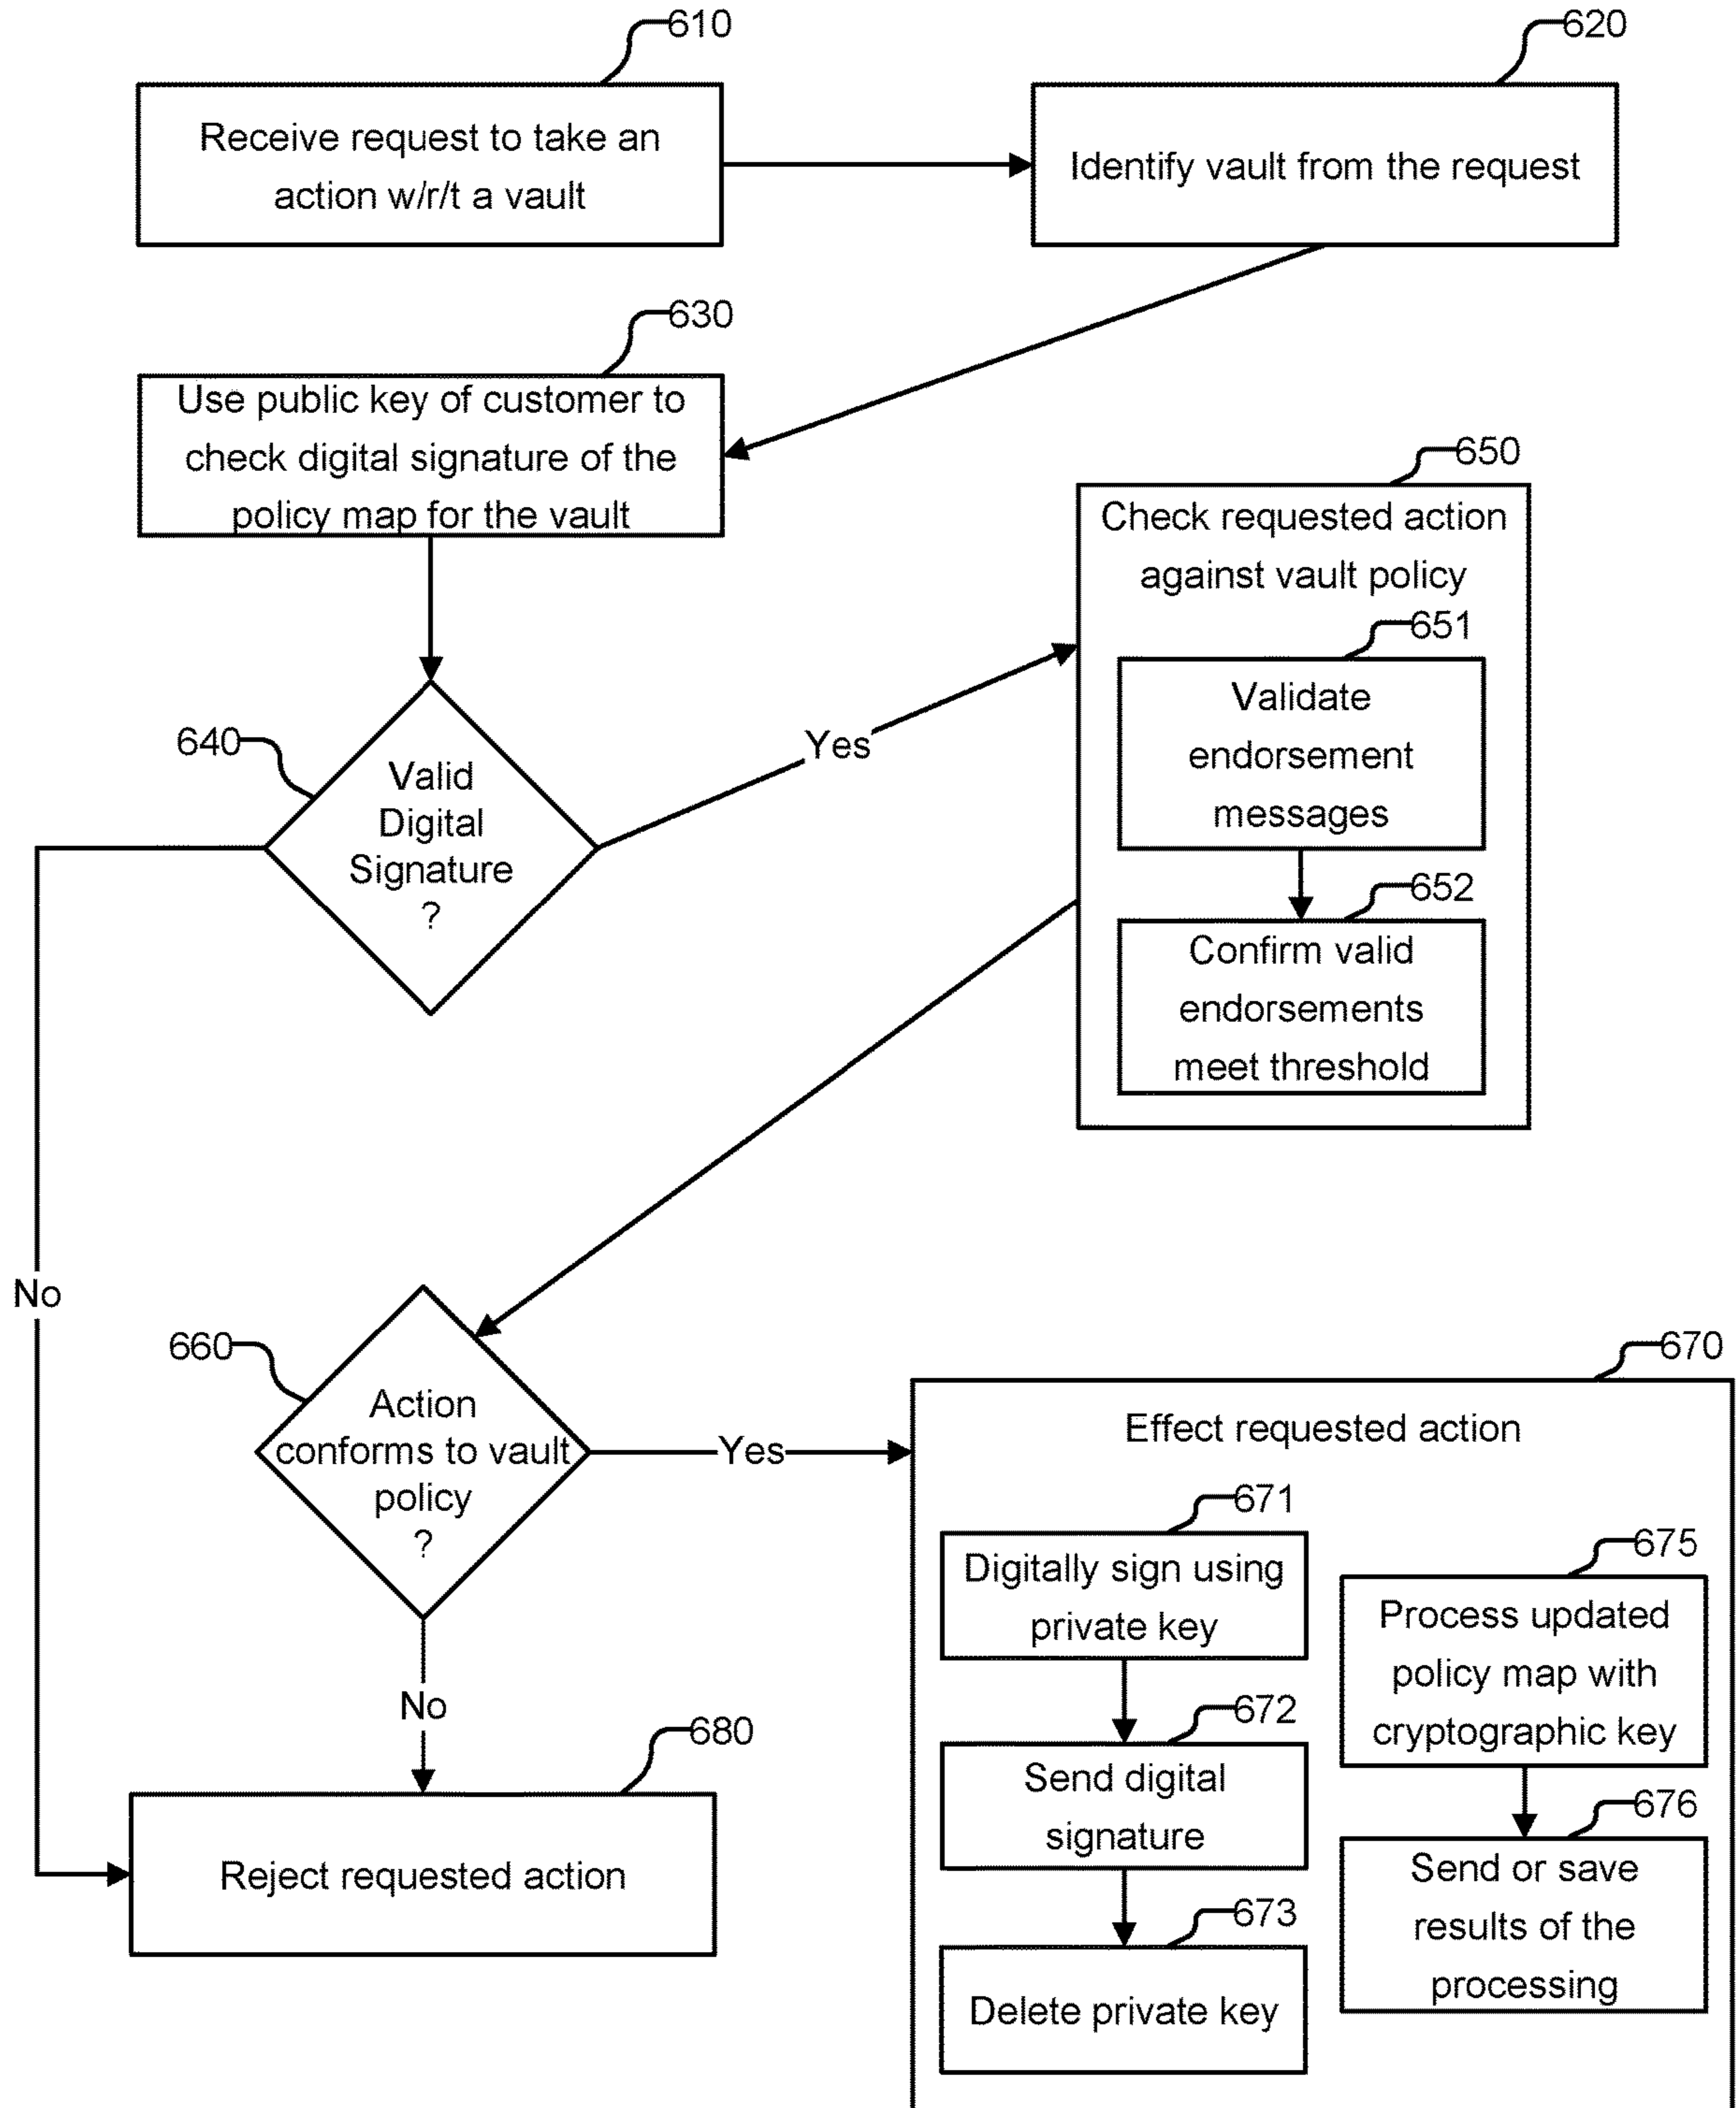 610
Receive request to take an
action w/r/t a vault
620
Identify vault from the request
630
Use public key of customer to
check digital signature of the
policy map for the vault
640
Valid
Digital
Signature
?
Yes
No
650
Check requested action
against vault policy
651
Validate
endorsement
messages
652
Confirm valid
endorsements
meet threshold
660
Action
conforms to vault
policy
?
Yes
No
670
Effect requested action
671
Digitally sign using
private key
672
Send digital
signature
673
Delete private key
675
Process updated
policy map with
cryptographic key
676
Send or save
results of the
processing
680
Reject requested action